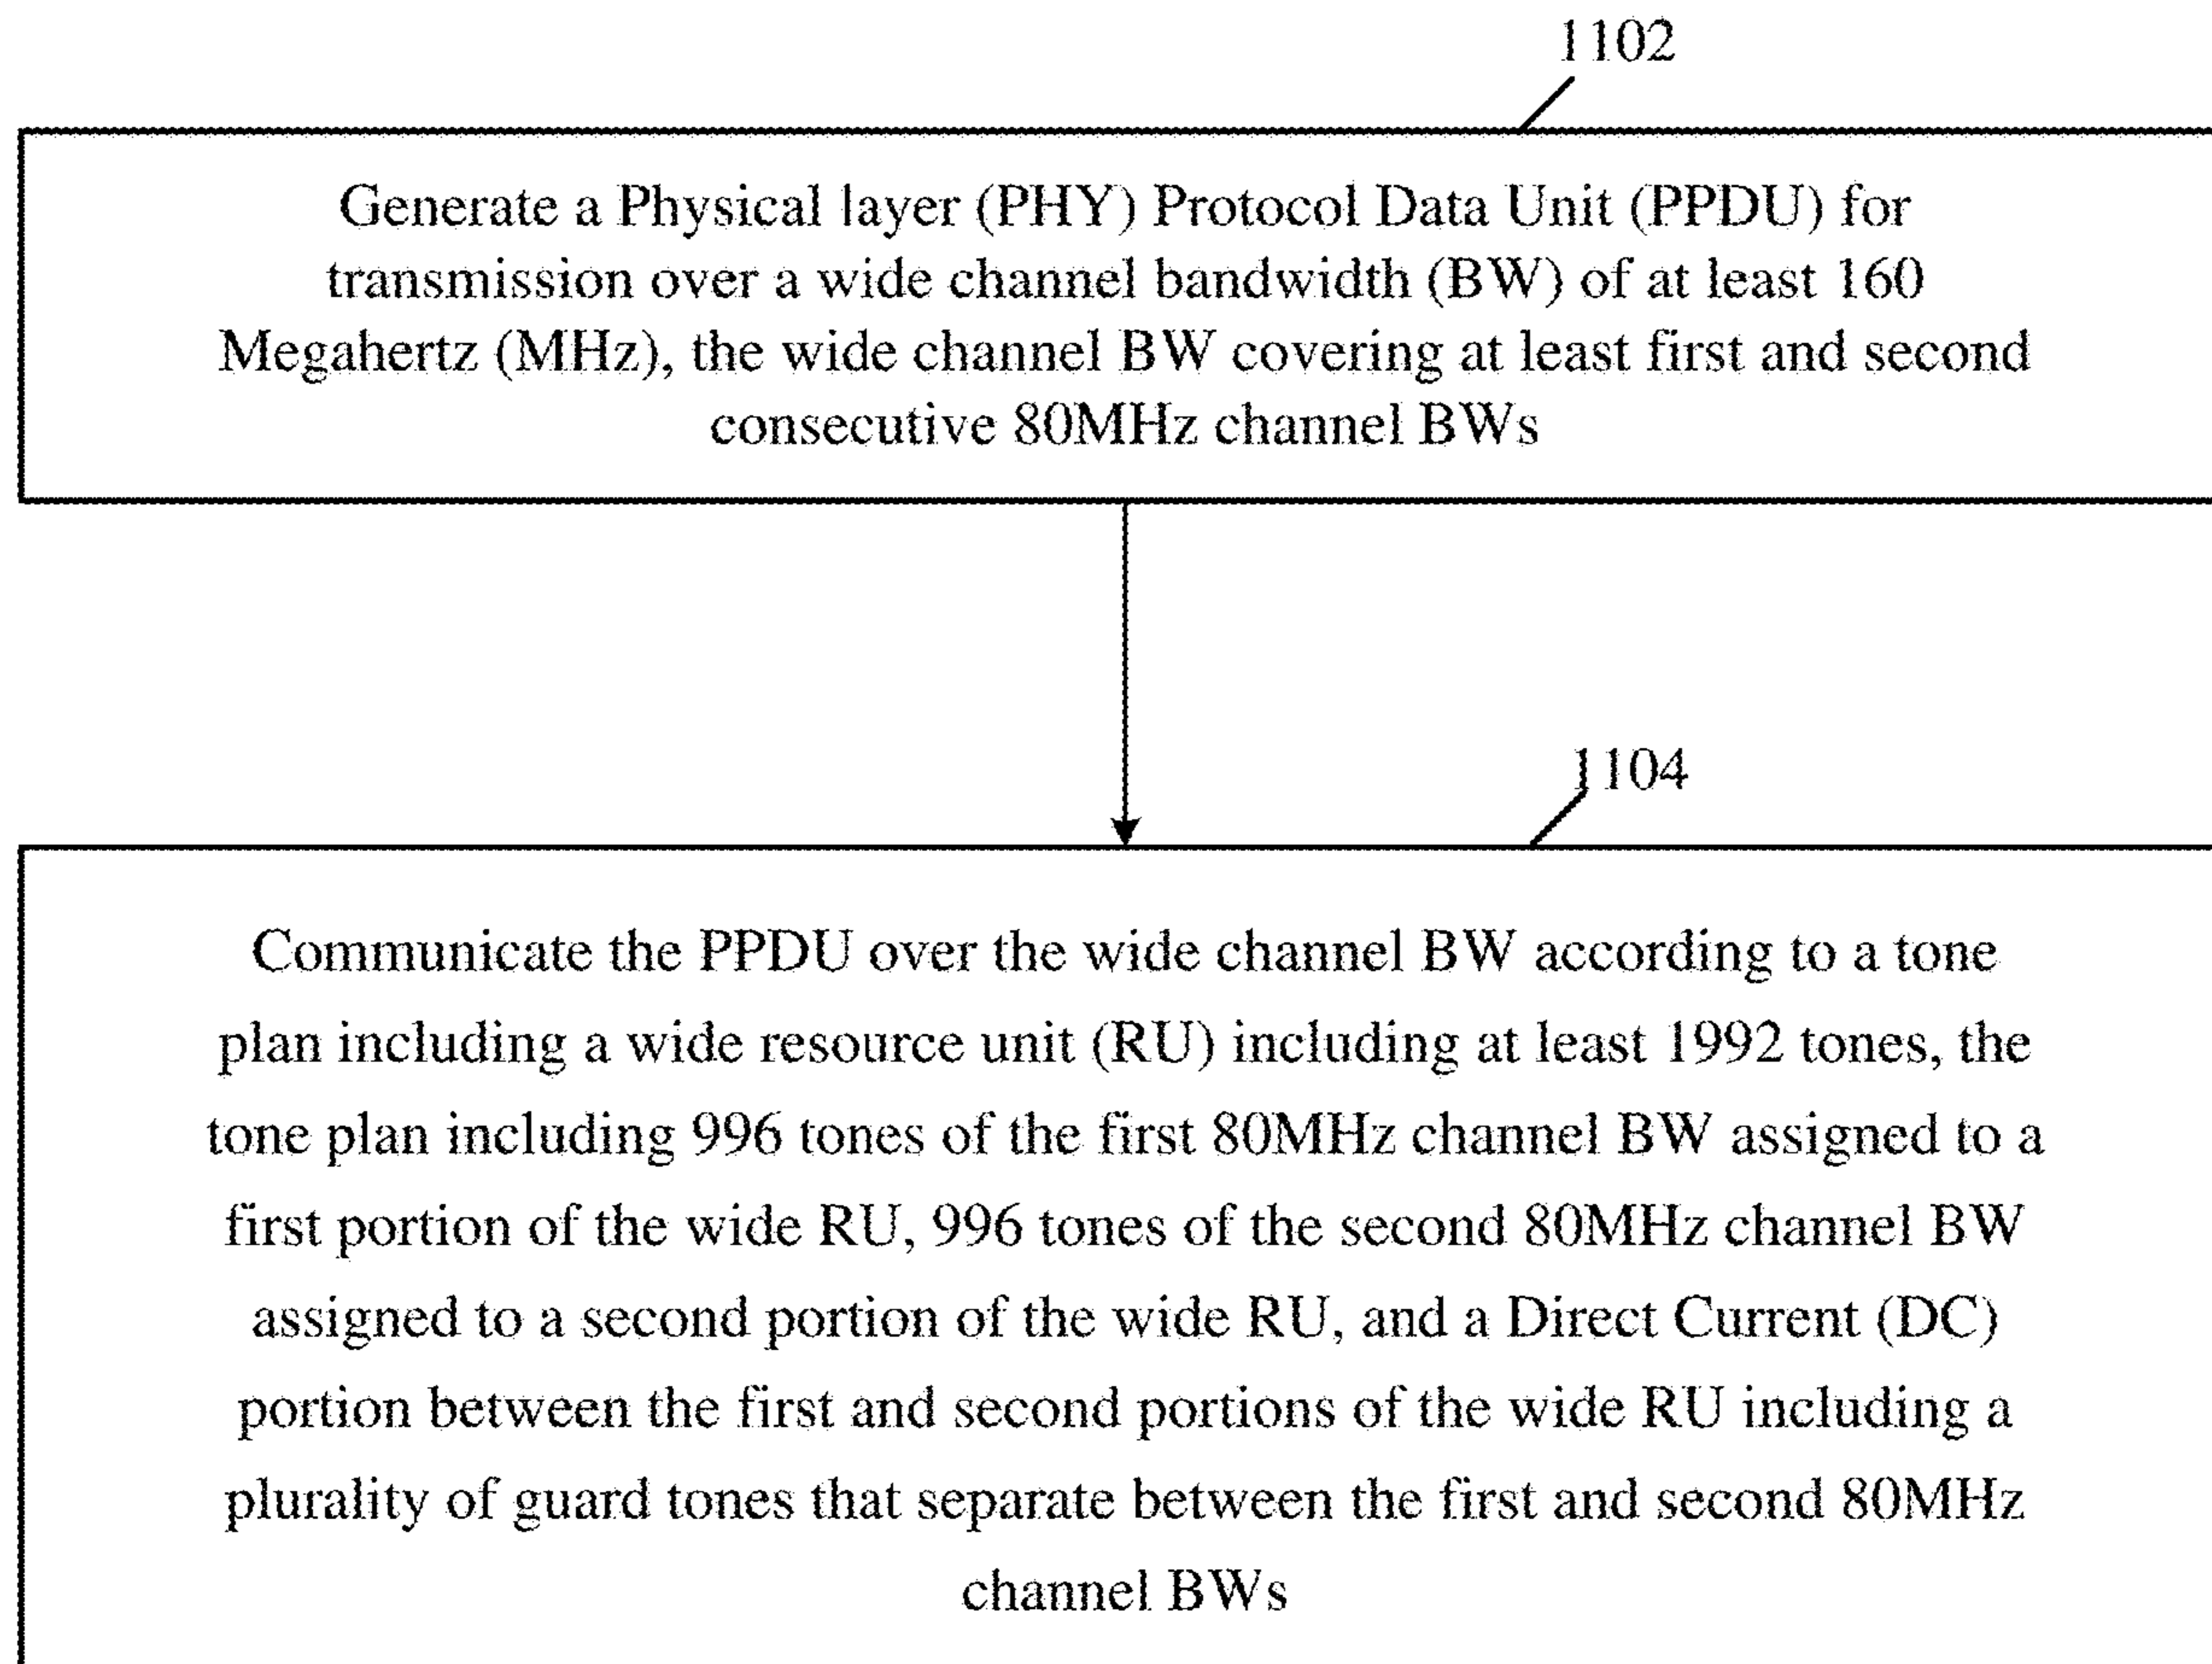 1102
Generate a Physical layer (PHY) Protocol Data Unit (PPDU) for
transmission over a wide channel bandwidth (BW) of at least 160
Megahertz (MHz), the wide channel BW covering at least first and second
consecutive 80MHz channel BWs
1104
Communicate the PPDU over the wide channel BW according to a tone
plan including a wide resource unit (RU) including at least 1992 tones, the
tone plan including 996 tones of the first 80MHz channel BW assigned to a
first portion of the wide RU, 996 tones of the second 80MHz channel BW
assigned to a second portion of the wide RU, and a Direct Current (DC)
portion between the first and second portions of the wide RU including a
plurality of guard tones that separate between the first and second 80MHz
channel BWs